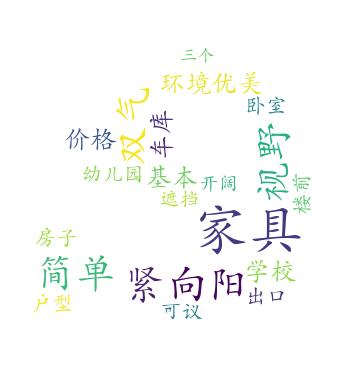 三个
环境优美
双气
卧室
车库
价格
视野
幼儿园
基本
开阔
楼前
遮挡
家具
房子
简单
紧
向阳
学校
户型
出口
可议